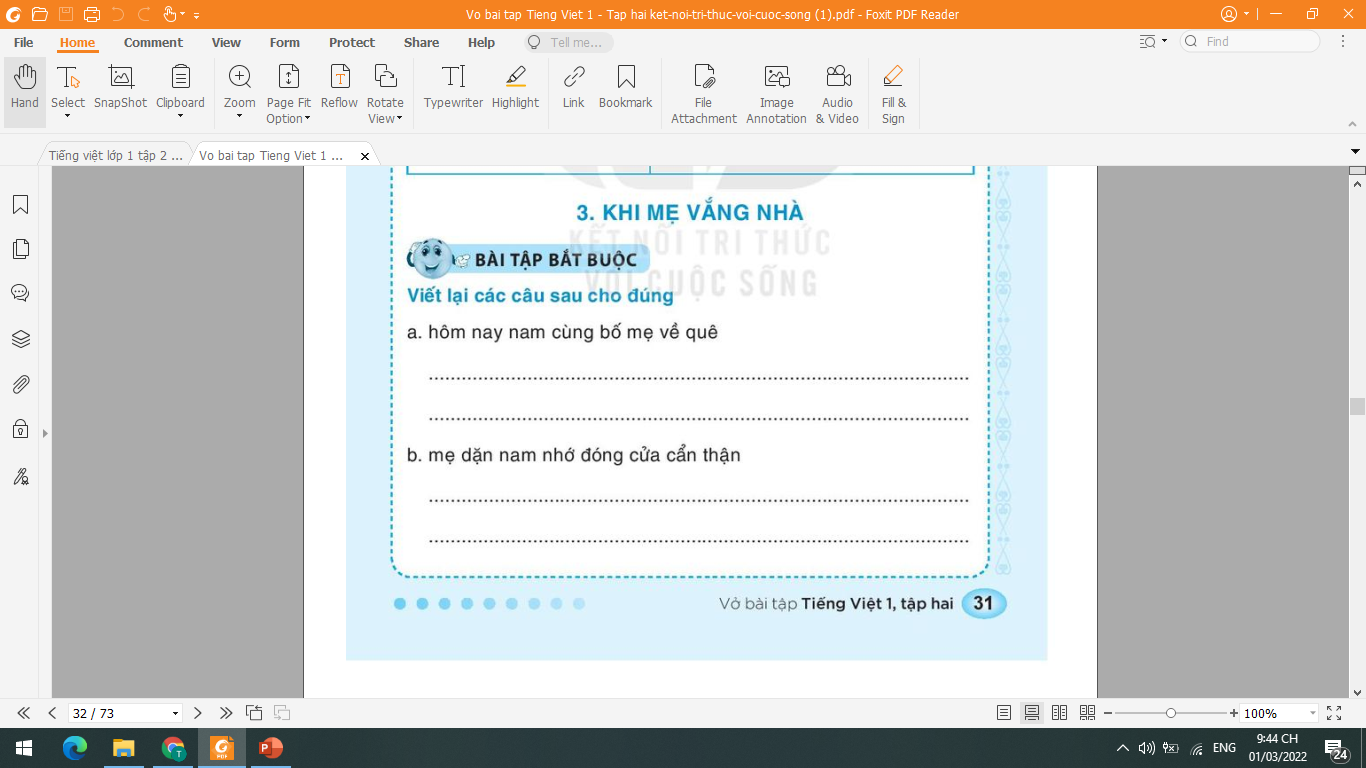 Vo bai tap Tieng Viet 1 - Tap hai ket-noi-tri-thuc-voi-cuoc-song (1).pdf - Foxit PDF Reader
File Home Comment View Form Protect Share Help Tell me... Find
Hand Select SnapShot Clipboard Zoom Page Fit Option Reflow Rotate View Typewriter Highlight Link Bookmark File Attachment Image Annotation Audio & Video Fill & Sign
Tiếng việt lớp 1 tập 2 ... Vo bai tap Tieng Viet 1 ...
3. KHI MẸ VẮNG NHÀ
KẾT NỐI TRI THỨC
BÀI TẬP BẮT BUỘC
VỚI CUỘC SỐNG
Viết lại các câu sau cho đúng
a. hôm nay nam cùng bố mẹ về quê
b. mẹ dặn nam nhớ đóng cửa cẩn thận
Vở bài tập Tiếng Việt 1, tập hai 31
32 / 73 100%
ENG 9:44 CH
01/03/2022 24